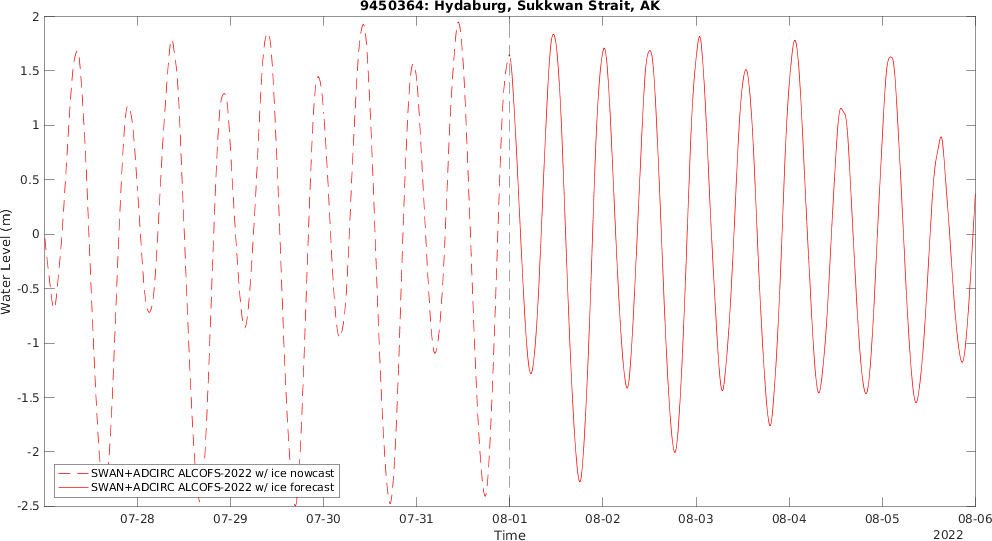 9450364: Hydaburg, Sukkwan Strait, AK
2
1.5
1
0.5
0
-0.5
-1
-1.5
-2
-2.5
Water Level (m)
SWAN+ADCIRC ALCOFS-2022 w/ ice nowcast
SWAN+ADCIRC ALCOFS-2022 w/ ice forecast
07-28 07-29 07-30 07-31 08-01 08-02 08-03 08-04 08-05 08-06
Time
2022